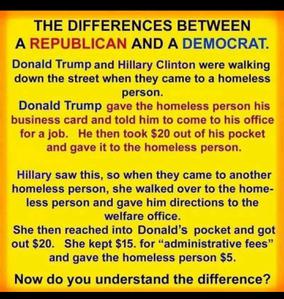 THE DIFFERENCES BETWEEN
A REPUBLICAN AND A DEMOCRAT.
Donald Trump and Hillary Clinton were walking
down the street when they came to a homeless
person.
Donald Trump gave the homeless person his
business card and told him to come to his office
for a job. He then took $20 out of his pocket
and gave it to the homeless person.
Hillary saw this, so when they came to another
homeless person, she walked over to the home-
less person and gave him directions to the
welfare office.
She then reached into Donald's pocket and got
out $20. She kept $15. for "administrative fees"
and gave the homeless person $5.
Now do you understand the difference?